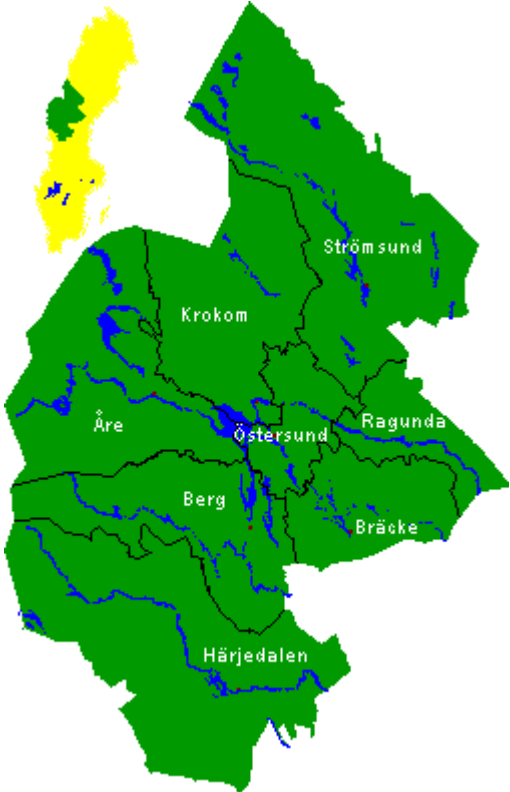 Strömsund
Krokom
Åre
Östersund
Ragunda
Berg
Bräcke
Härjedalen